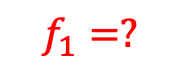 f₁ =?